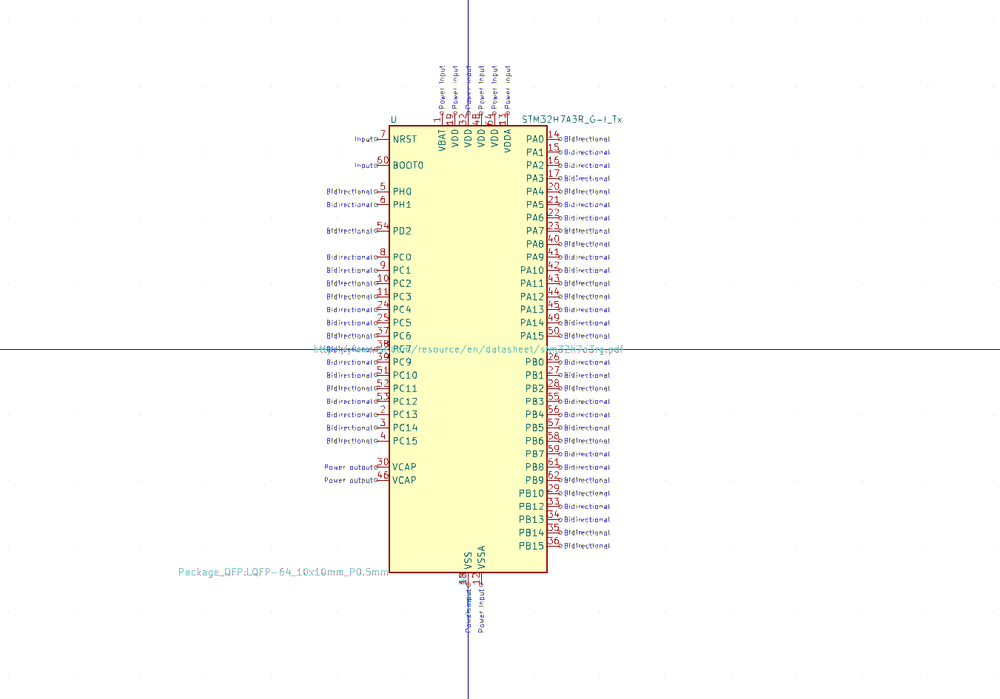 Power input Power input Power input Power input Power input Power input
1 19 32 48 64 13
U STM32H7A3R_G-I_Tx
VBAT VDD VDD VDD VDD VDDA
Input 7 NRST PA0 14 Bidirectional
PA1 15 Bidirectional
Input 60 BOOT0 PA2 16 Bidirectional
PA3 17 Bidirectional
Bidirectional 5 PH0 PA4 20 Bidirectional
Bidirectional 6 PH1 PA5 21 Bidirectional
PA6 22 Bidirectional
Bidirectional 54 PD2 PA7 23 Bidirectional
PA8 40 Bidirectional
Bidirectional 8 PC0 PA9 41 Bidirectional
Bidirectional 9 PC1 PA10 42 Bidirectional
Bidirectional 10 PC2 PA11 43 Bidirectional
Bidirectional 11 PC3 PA12 44 Bidirectional
Bidirectional 24 PC4 PA13 45 Bidirectional
Bidirectional 25 PC5 PA14 49 Bidirectional
Bidirectional 37 PC6 PA15 50 Bidirectional
38 PC7 /resource/en/datasheet/stm32h7a3rg.pdf
Bidirectional 39 PC9 PB0 26 Bidirectional
Bidirectional 51 PC10 PB1 27 Bidirectional
Bidirectional 52 PC11 PB2 28 Bidirectional
Bidirectional 53 PC12 PB3 55 Bidirectional
Bidirectional 2 PC13 PB4 56 Bidirectional
Bidirectional 3 PC14 PB5 57 Bidirectional
Bidirectional 4 PC15 PB6 58 Bidirectional
PB7 59 Bidirectional
Power output 30 VCAP PB8 61 Bidirectional
Power output 46 VCAP PB9 62 Bidirectional
PB10 29 Bidirectional
PB12 33 Bidirectional
PB13 34 Bidirectional
PB14 35 Bidirectional
PB15 36 Bidirectional
VSS VSSA
Package_QFP:LQFP-64_10x10mm_P0.5mm
12
Power input